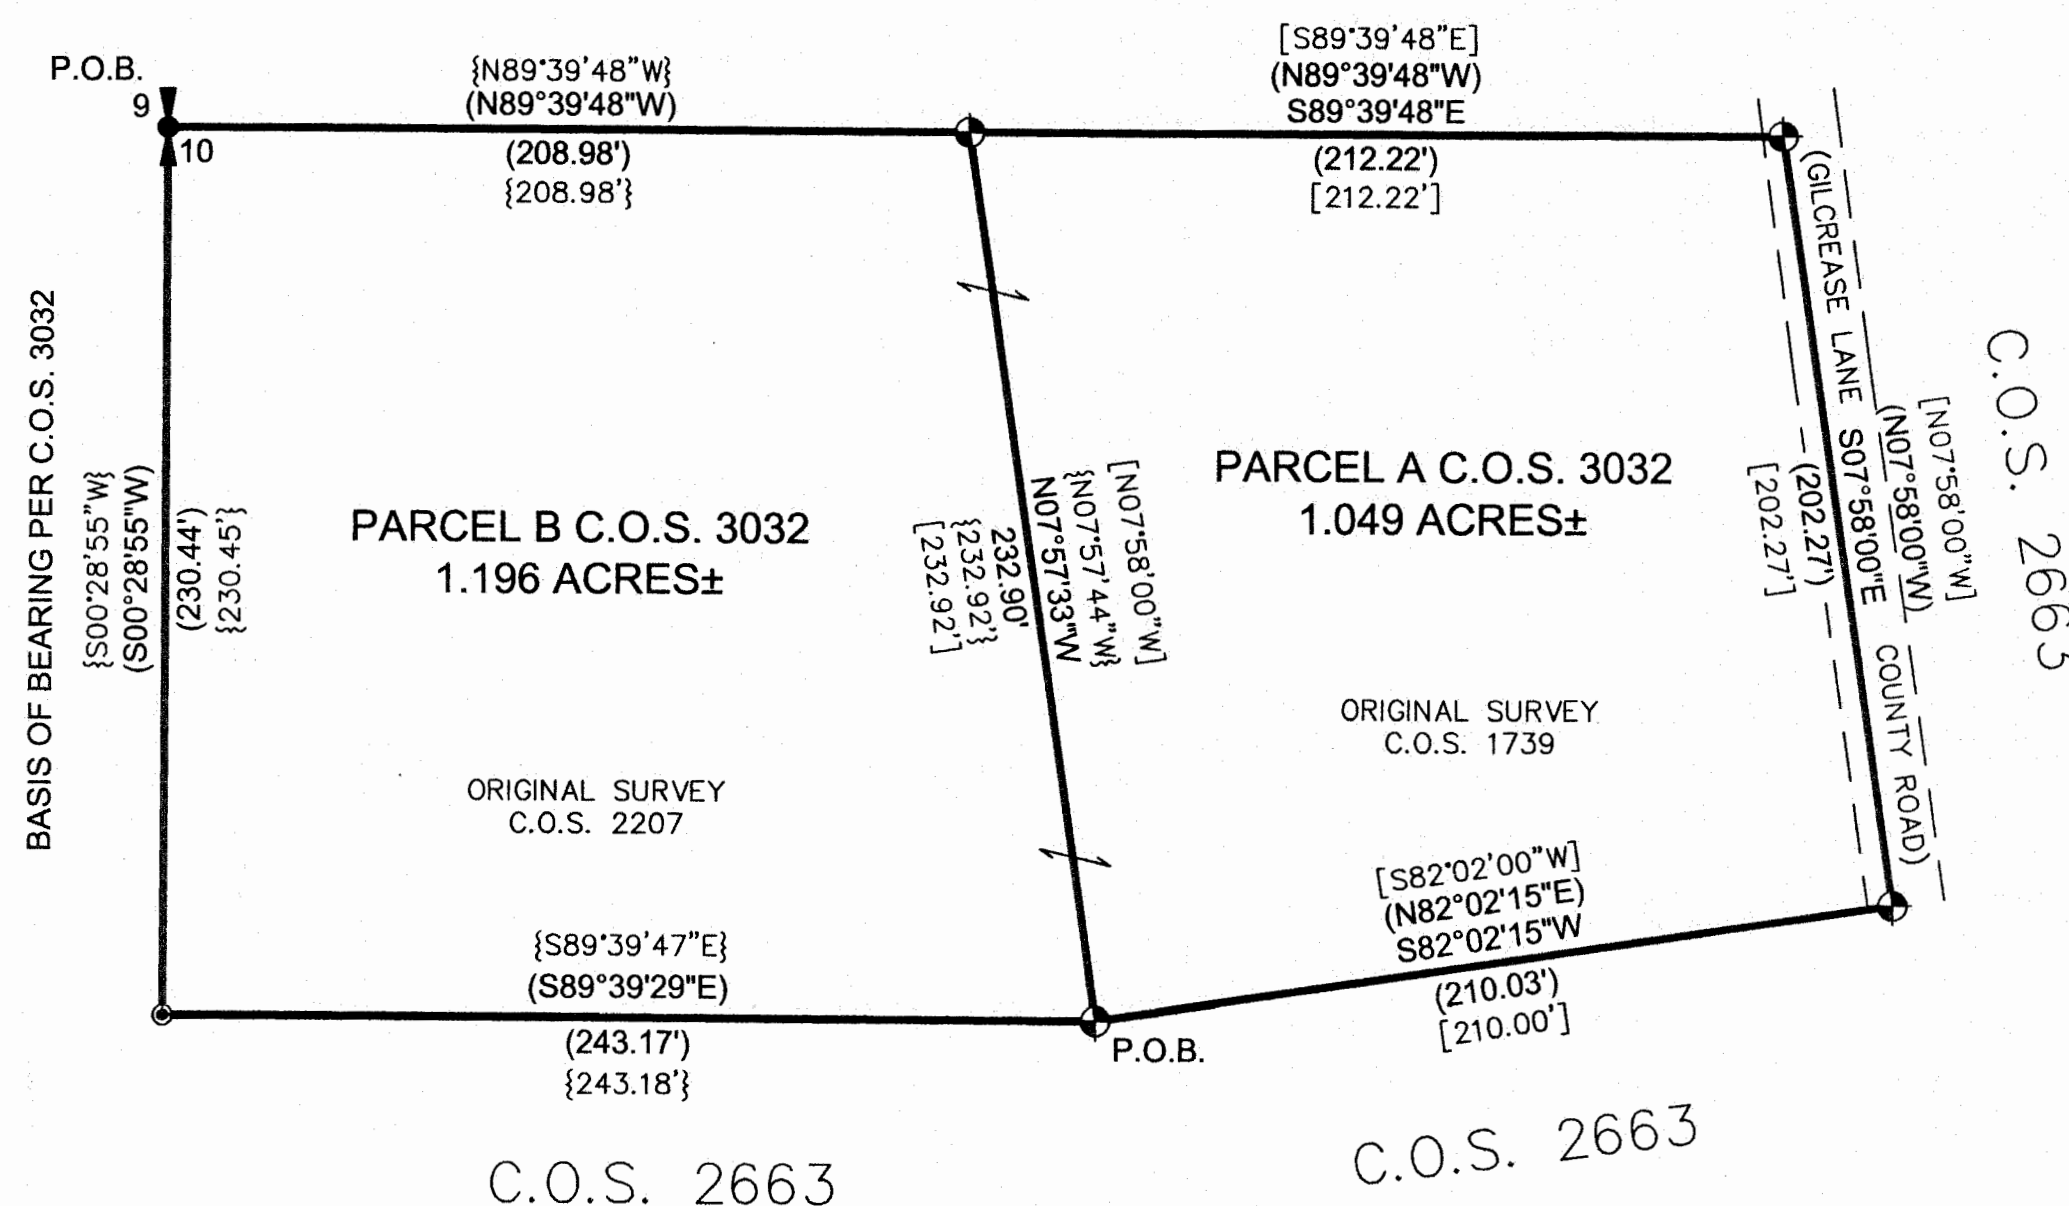 P.O.B.
9
10
{N89°39'48"W}
(N89°39'48"W)
(208.98')
{208.98'}
[S89°39'48"E]
(N89°39'48"W)
S89°39'48"E
(212.22')
[212.22']
BASIS OF BEARING PER C.O.S. 3032
{S00°28'55"W}
(S00°28'55"W)
(230.44')
{230.45'}
PARCEL B C.O.S. 3032
1.196 ACRES±
ORIGINAL SURVEY
C.O.S. 2207
[N07°58'00"W]
{N07°57'44"W}
N07°57'33"W
232.90'
{232.92'}
[232.92']
PARCEL A C.O.S. 3032
1.049 ACRES±
ORIGINAL SURVEY
C.O.S. 1739
C.O.S. 2663
[N07°58'00"W]
(N07°58'00"W)
(GILCREASE LANE S07°58'00"E COUNTY ROAD)
(202.27')
[202.27']
{S89°39'47"E}
(S89°39'29"E)
(243.17')
{243.18'}
[S82°02'00"W]
(N82°02'15"E)
S82°02'15"W
(210.03')
[210.00']
P.O.B.
C.O.S. 2663
C.O.S. 2663